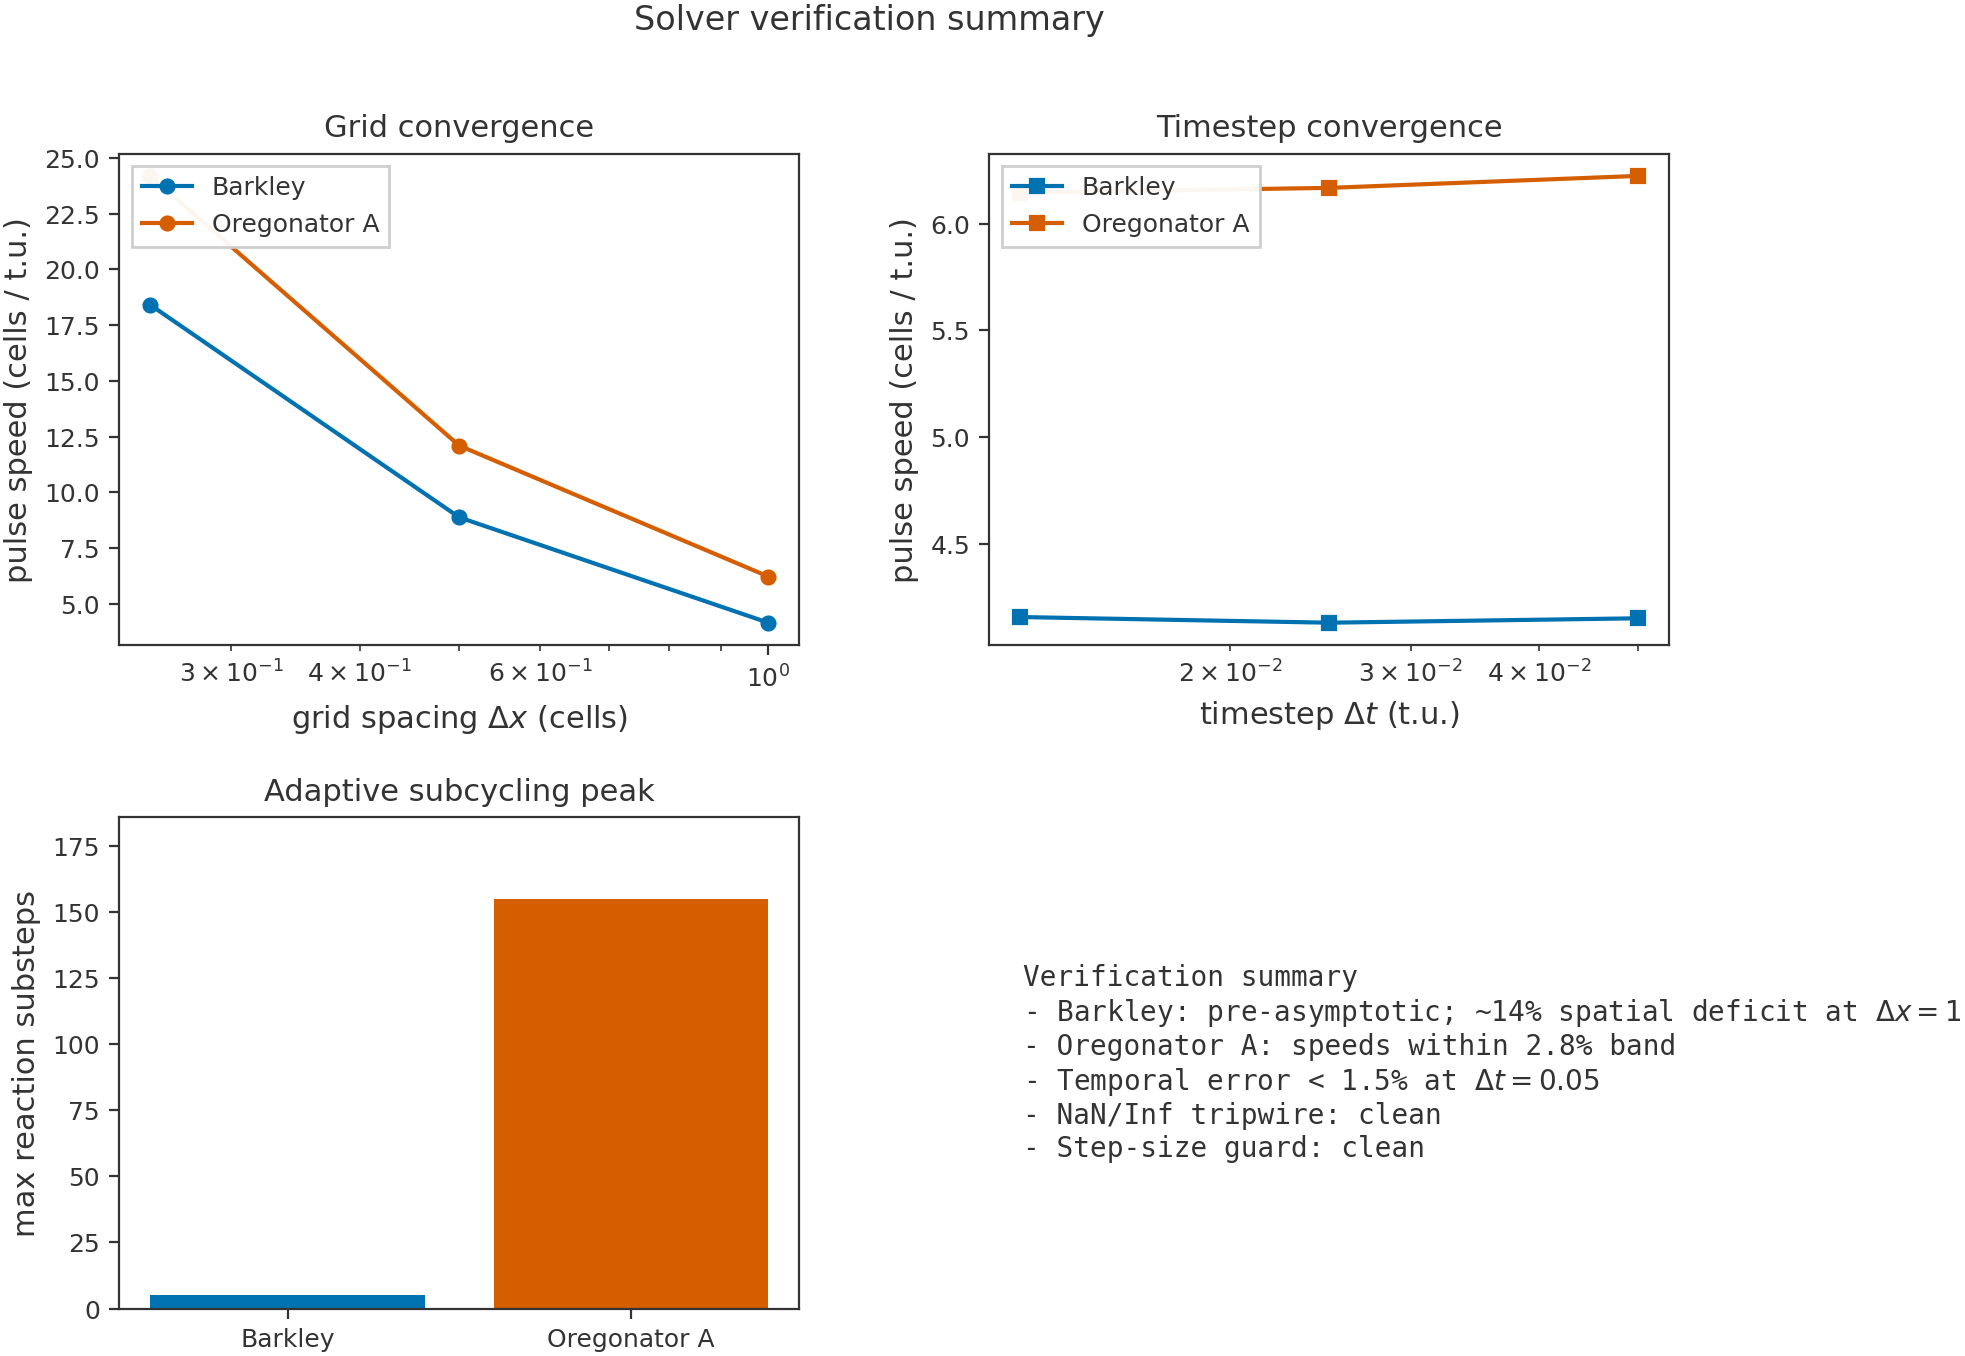 Solver verification summary
Grid convergence
25.0
22.5
20.0
17.5
15.0
12.5
10.0
7.5
5.0
pulse speed (cells / t.u.)
Barkley
Oregonator A
3 × 10⁻¹
4 × 10⁻¹
6 × 10⁻¹
10⁰
grid spacing Δx (cells)
Timestep convergence
6.0
5.5
5.0
4.5
pulse speed (cells / t.u.)
Barkley
Oregonator A
2 × 10⁻²
3 × 10⁻²
4 × 10⁻²
timestep Δt (t.u.)
Adaptive subcycling peak
175
150
125
100
75
50
25
0
max reaction substeps
Barkley
Oregonator A
Verification summary
- Barkley: pre-asymptotic; ~14% spatial deficit at Δx = 1
- Oregonator A: speeds within 2.8% band
- Temporal error < 1.5% at Δt = 0.05
- NaN/Inf tripwire: clean
- Step-size guard: clean